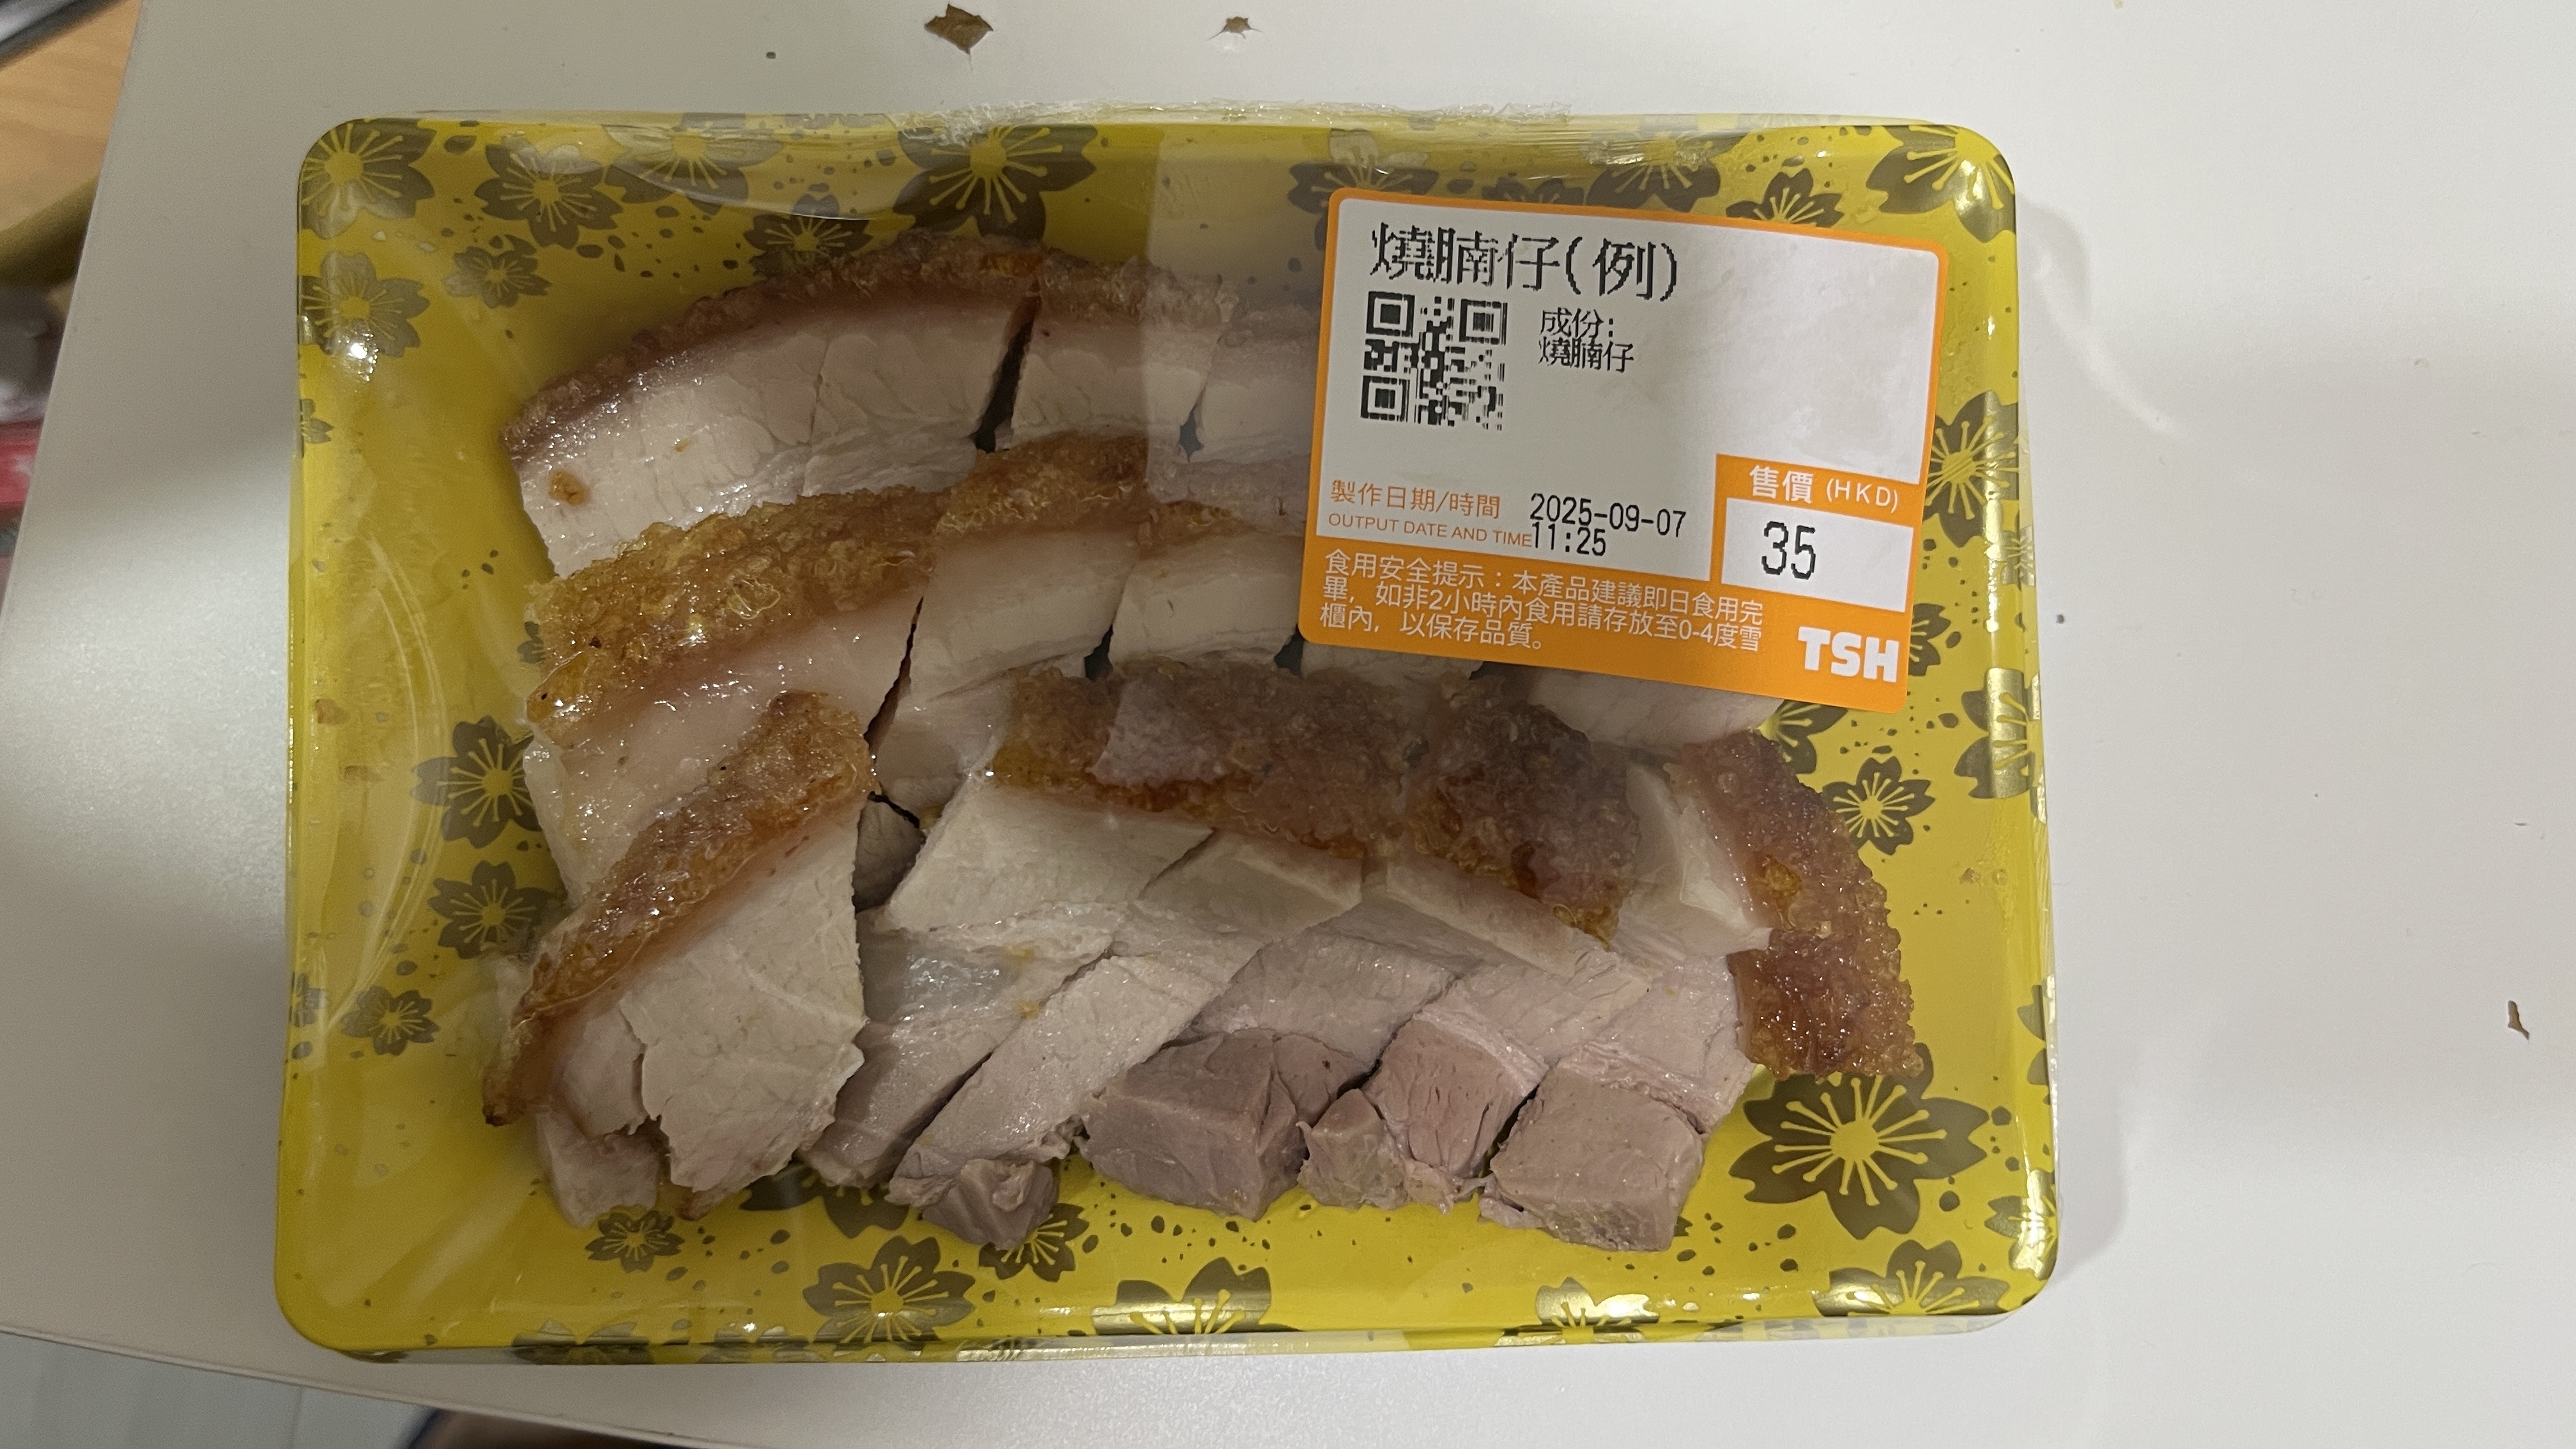 燒腩仔(例)
成份:
燒腩仔
製作日期/時間
OUTPUT DATE AND TIME
2025-09-07
11:25
售價 (HKD)
35
食用安全提示：本產品建議即日食用完
畢，如非2小時內食用請存放至0-4度雪
櫃內，以保存品質。
TSH